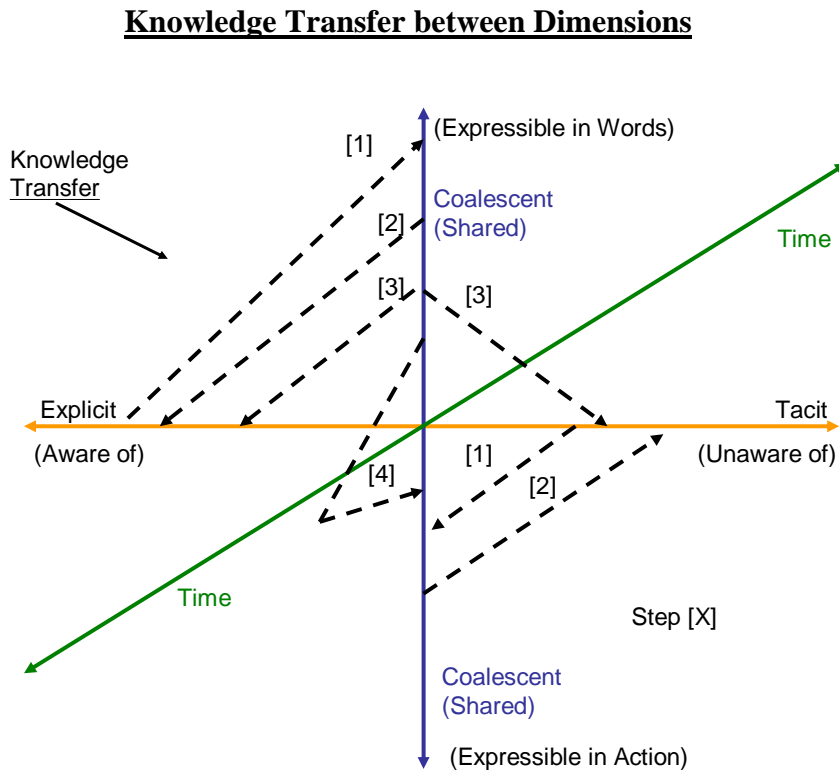 Knowledge Transfer between Dimensions
(Expressible in Words)
[1]
Knowledge
Transfer
Coalescent
(Shared)
[2]
Time
[3]
[3]
Explicit
Tacit
(Aware of)
(Unaware of)
[1]
[4]
[2]
Time
Step [X]
Coalescent
(Shared)
(Expressible in Action)